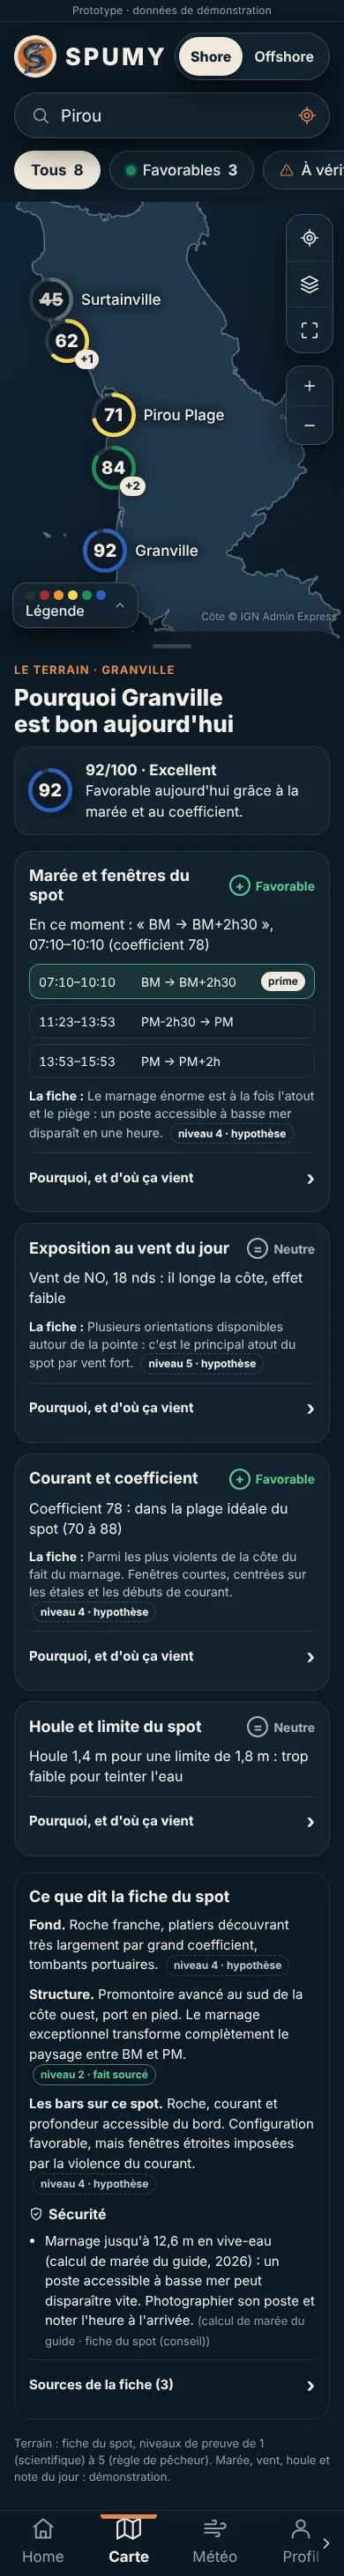 Prototype · données de démonstration
SPUMY
Shore
Offshore
Pirou
Tous 8
Favorables 3
À véri
45
Surtainville
62
+1
71
Pirou Plage
84
+2
92
Granville
+
−
Légende
Côte © IGN Admin Express
LE TERRAIN · GRANVILLE
Pourquoi Granville
est bon aujourd'hui
92
92/100 · Excellent
Favorable aujourd'hui grâce à la
marée et au coefficient.
Marée et fenêtres du
spot
Favorable
En ce moment : « BM → BM+2h30 »,
07:10–10:10 (coefficient 78)
07:10–10:10 BM → BM+2h30 prime
11:23–13:53 PM-2h30 → PM
13:53–15:53 PM → PM+2h
La fiche : Le marnage énorme est à la fois l'atout
et le piège : un poste accessible à basse mer
disparaît en une heure. niveau 4 · hypothèse
Pourquoi, et d'où ça vient
Exposition au vent du jour
Neutre
Vent de NO, 18 nds : il longe la côte, effet
faible
La fiche : Plusieurs orientations disponibles
autour de la pointe : c'est le principal atout du
spot par vent fort. niveau 5 · hypothèse
Pourquoi, et d'où ça vient
Courant et coefficient
Favorable
Coefficient 78 : dans la plage idéale du
spot (70 à 88)
La fiche : Parmi les plus violents de la côte du
fait du marnage. Fenêtres courtes, centrées sur
les étales et les débuts de courant.
niveau 4 · hypothèse
Pourquoi, et d'où ça vient
Houle et limite du spot
Neutre
Houle 1,4 m pour une limite de 1,8 m : trop
faible pour teinter l'eau
Pourquoi, et d'où ça vient
Ce que dit la fiche du spot
Fond. Roche franche, platiers découvrant
très largement par grand coefficient,
tombants portuaires. niveau 4 · hypothèse
Structure. Promontoire avancé au sud de la
côte ouest, port en pied. Le marnage
exceptionnel transforme complètement le
paysage entre BM et PM.
niveau 2 · fait sourcé
Les bars sur ce spot. Roche, courant et
profondeur accessible du bord. Configuration
favorable, mais fenêtres étroites imposées
par la violence du courant.
niveau 4 · hypothèse
Sécurité
• Marnage jusqu'à 12,6 m en vive-eau
(calcul de marée du guide, 2026) : un
poste accessible à basse mer peut
disparaître vite. Photographier son poste et
noter l'heure à l'arrivée. (calcul de marée du
guide · fiche du spot (conseil))
Sources de la fiche (3)
Terrain : fiche du spot, niveaux de preuve de 1
(scientifique) à 5 (règle de pêcheur). Marée, vent, houle et
note du jour : démonstration.
Home
Carte
Météo
Profil